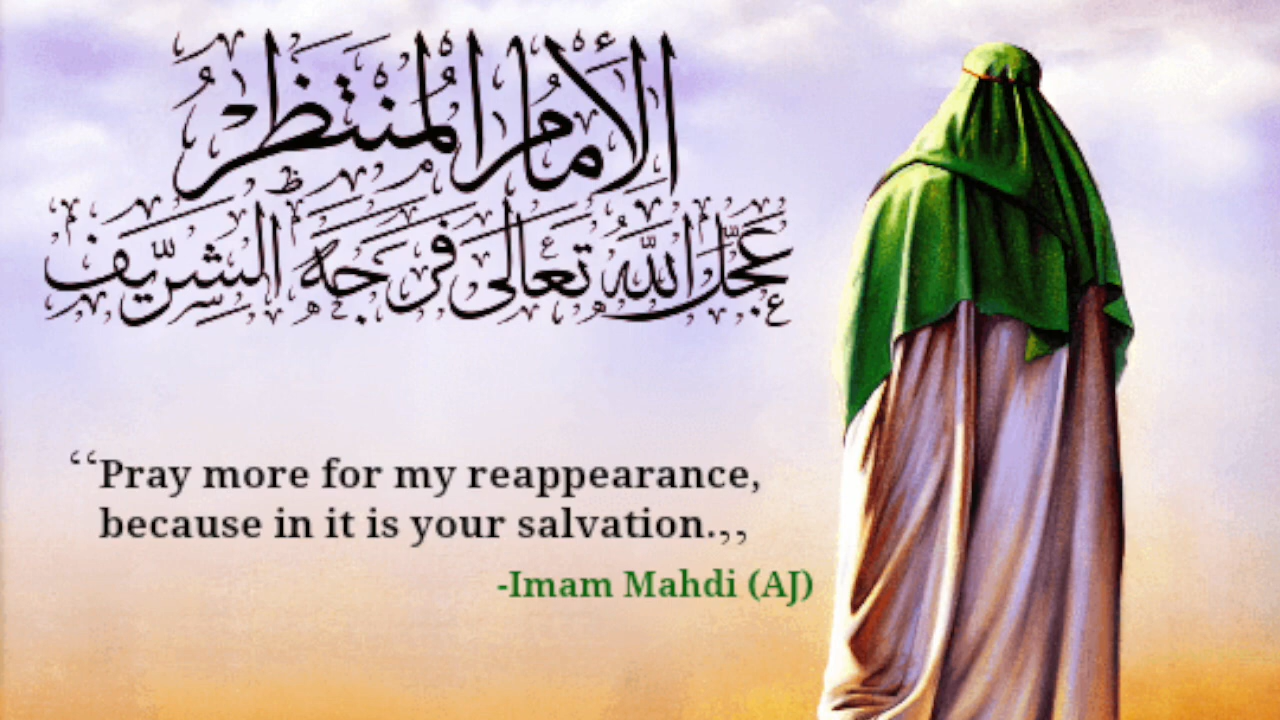 الإمام المنتظر
عجل الله تعالى فرجه الشريف
“Pray more for my reappearance,
because in it is your salvation.,,
-Imam Mahdi (AJ)